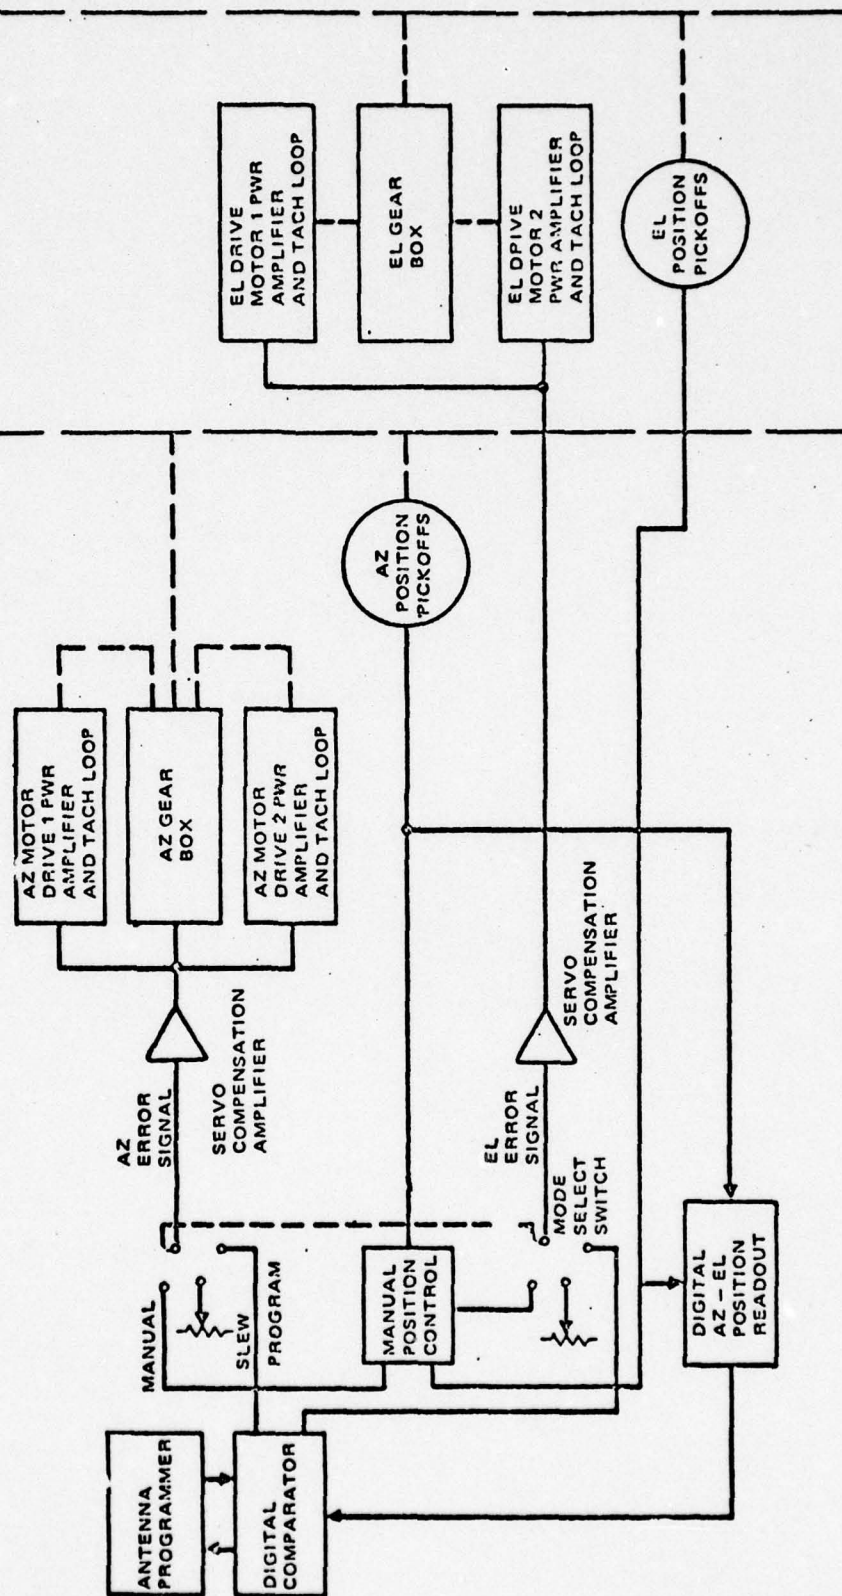 EL DRIVE
MOTOR 1 PWR
AMPLIFIER
AND TACH LOOP
EL GEAR
BOX
EL DPIVE
MOTOR 2
PWR AMPLIFIER
AND TACH LOOP
EL
POSITION
PICKOFFS
AZ
POSITION
PICKOFFS
AZ MOTOR
DRIVE 1 PWR
AMPLIFIER
AND TACH LOOP
AZ GEAR
BOX
AZ MOTOR
DRIVE 2 PWR
AMPLIFIER
AND TACH LOOP
AZ
ERROR
SIGNAL
SERVO
COMPENSATION
AMPLIFIER
EL
ERROR
SIGNAL
SERVO
COMPENSATION
AMPLIFIER
MODE
SELECT
SWITCH
MANUAL
SLEW
PROGRAM
MANUAL
POSITION
CONTROL
DIGITAL
AZ – EL
POSITION
READOUT
ANTENNA
PROGRAMMER
DIGITAL
COMPARATOR